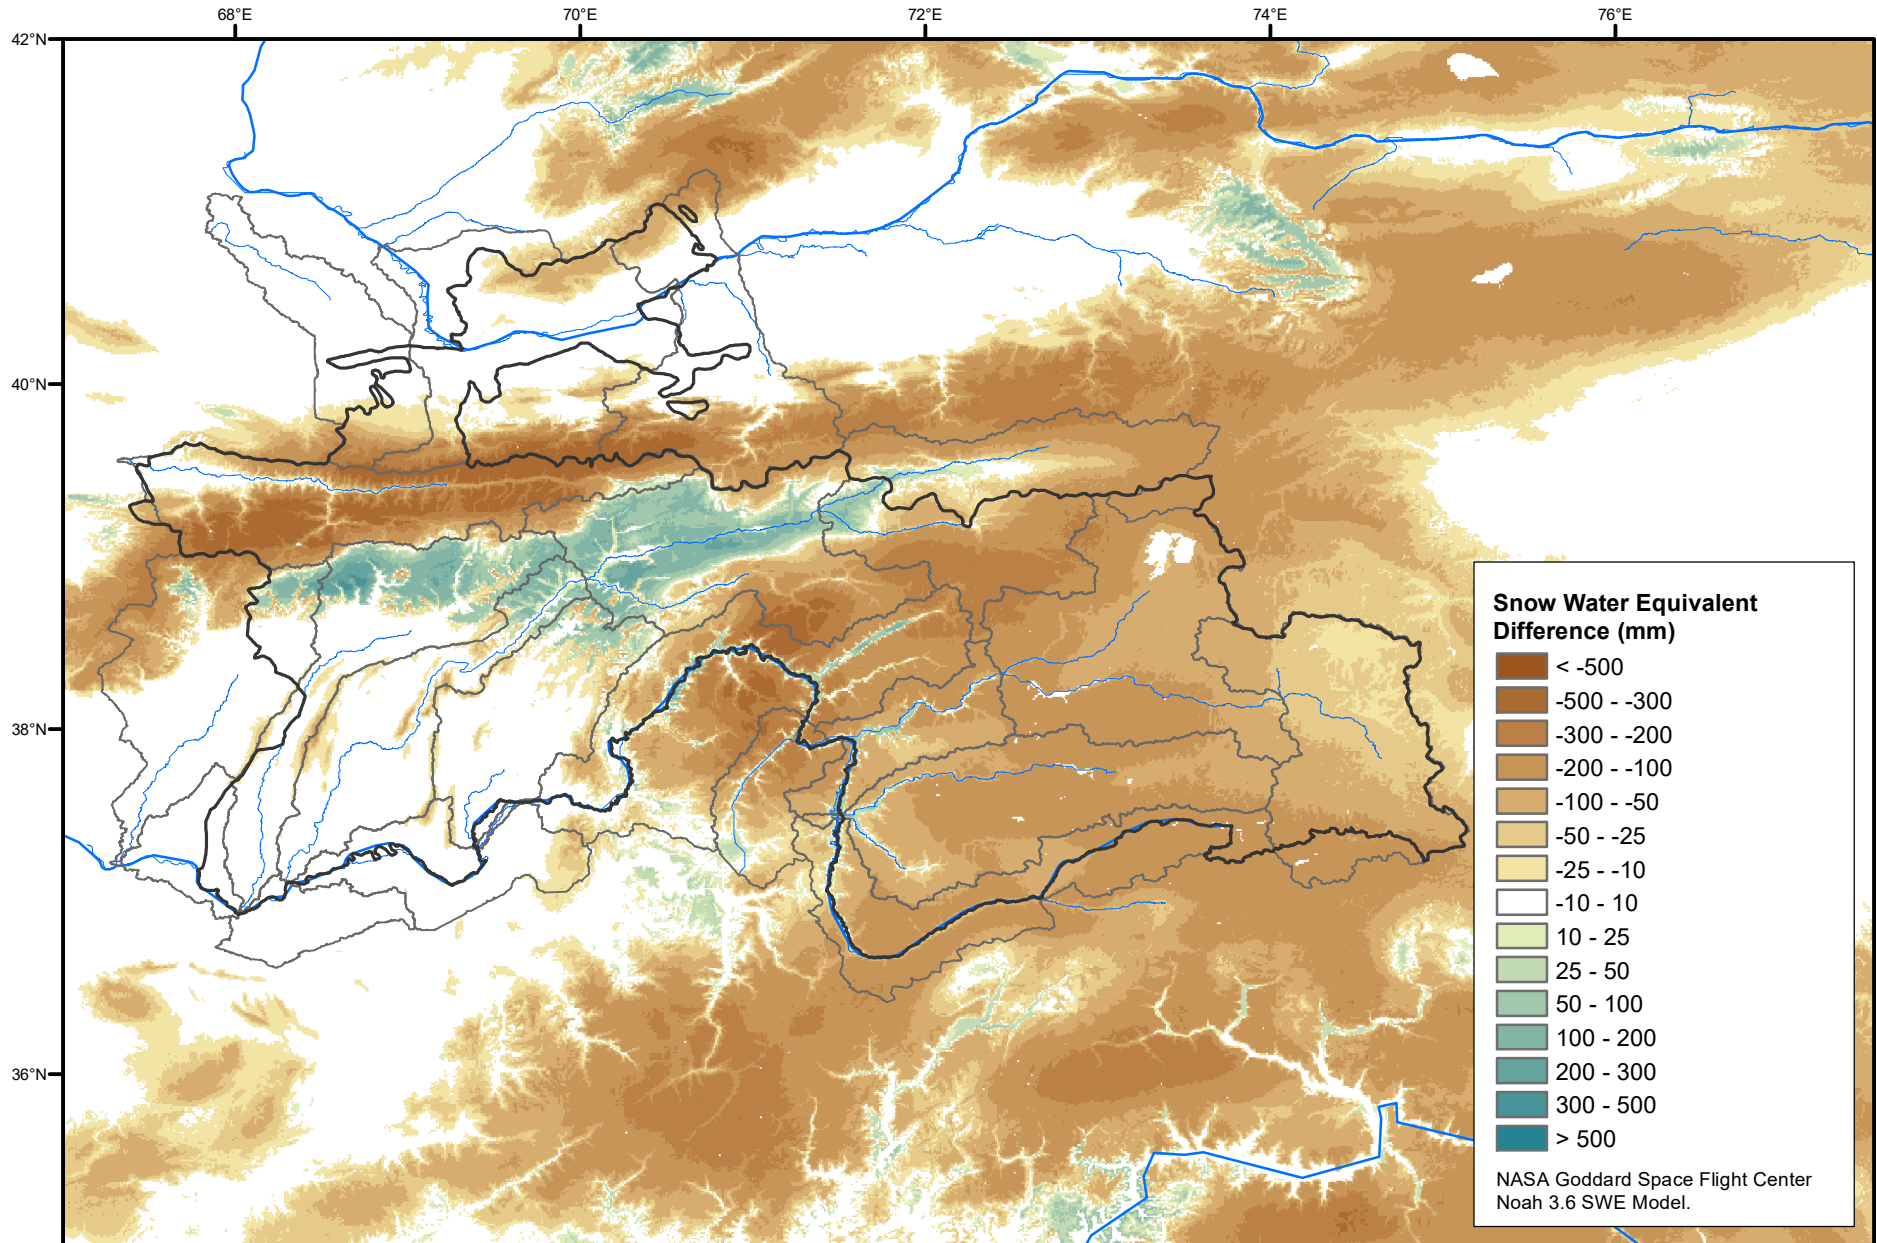 68°E
70°E
72°E
74°E
76°E
42°N
40°N
38°N
36°N
Snow Water Equivalent
Difference (mm)
< -500
-500 - -300
-300 - -200
-200 - -100
-100 - -50
-50 - -25
-25 - -10
-10 - 10
10 - 25
25 - 50
50 - 100
100 - 200
200 - 300
300 - 500
> 500
NASA Goddard Space Flight Center
Noah 3.6 SWE Model.